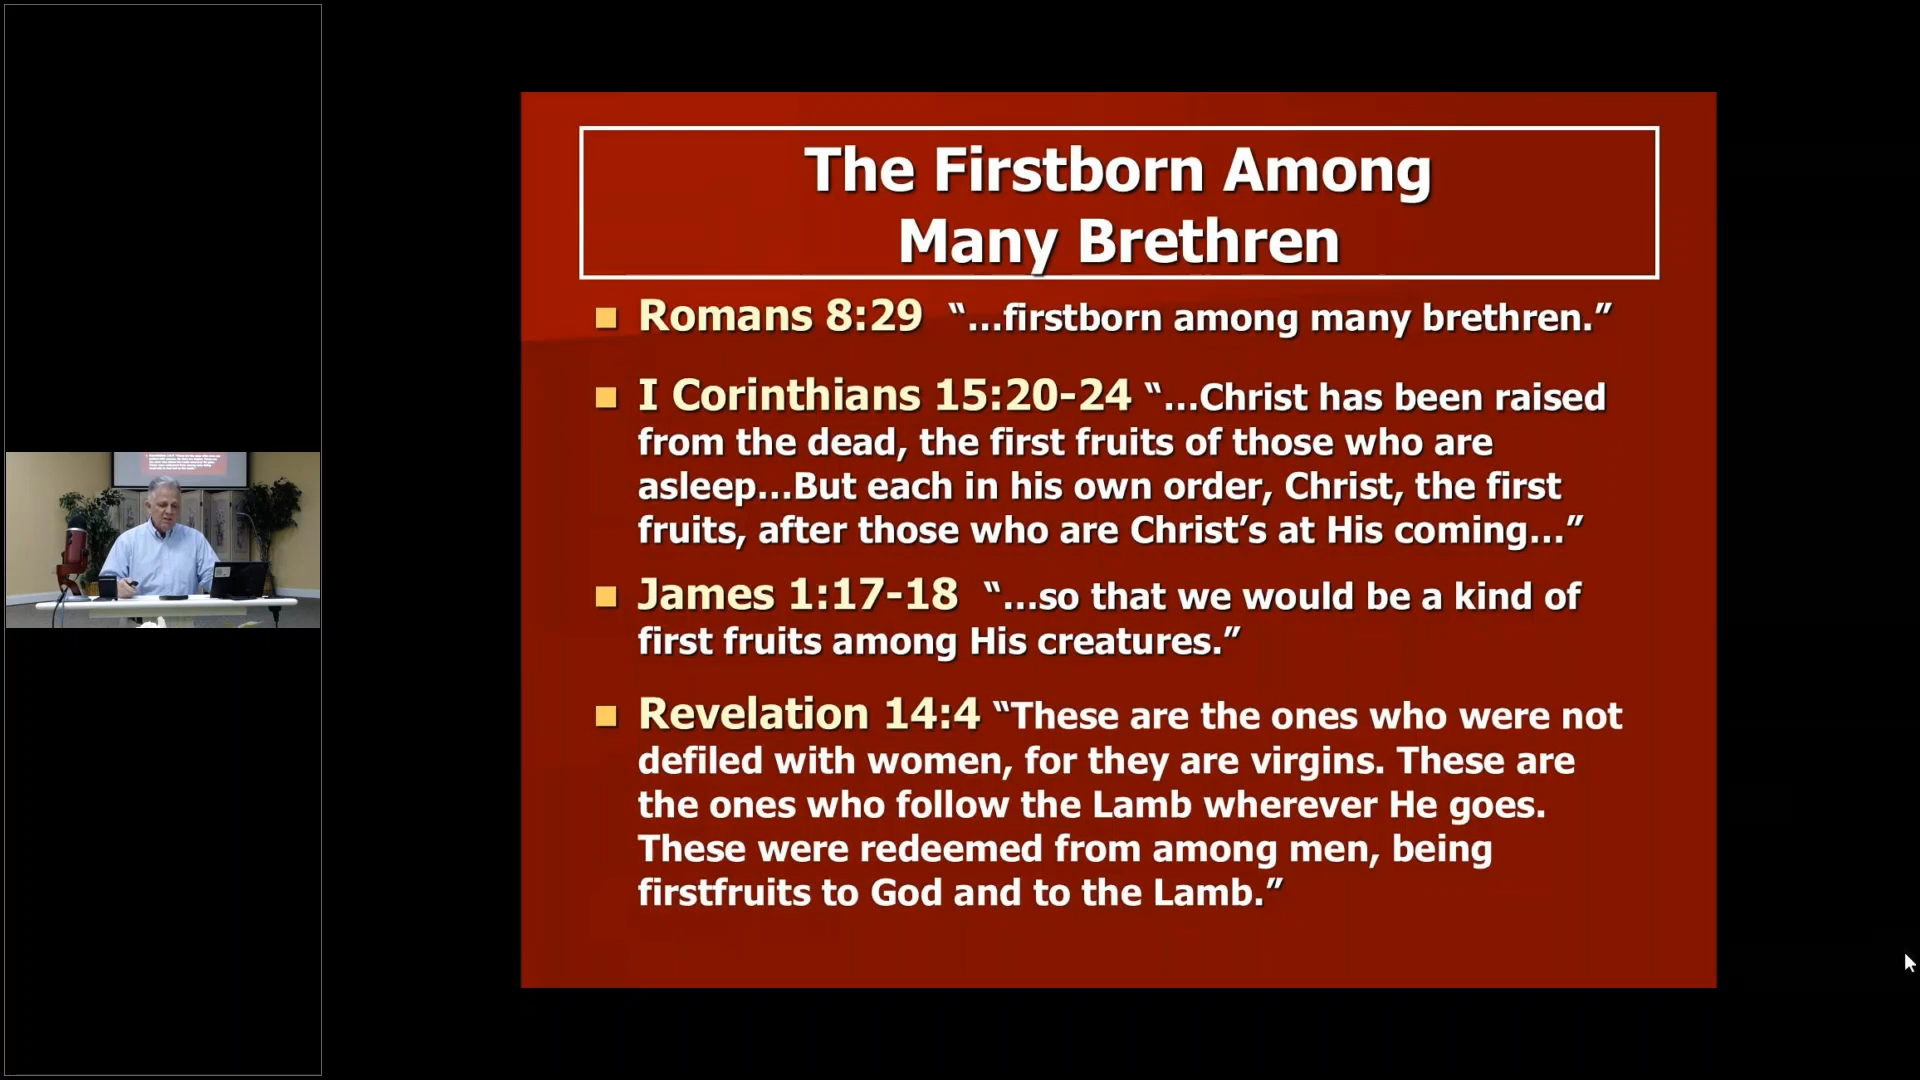 The Firstborn Among
Many Brethren
Romans 8:29 “...firstborn among many brethren.”
I Corinthians 15:20-24 “...Christ has been raised
from the dead, the first fruits of those who are
asleep...But each in his own order, Christ, the first
fruits, after those who are Christ’s at His coming...”
James 1:17-18 “...so that we would be a kind of
first fruits among His creatures.”
Revelation 14:4 “These are the ones who were not
defiled with women, for they are virgins. These are
the ones who follow the Lamb wherever He goes.
These were redeemed from among men, being
firstfruits to God and to the Lamb.”